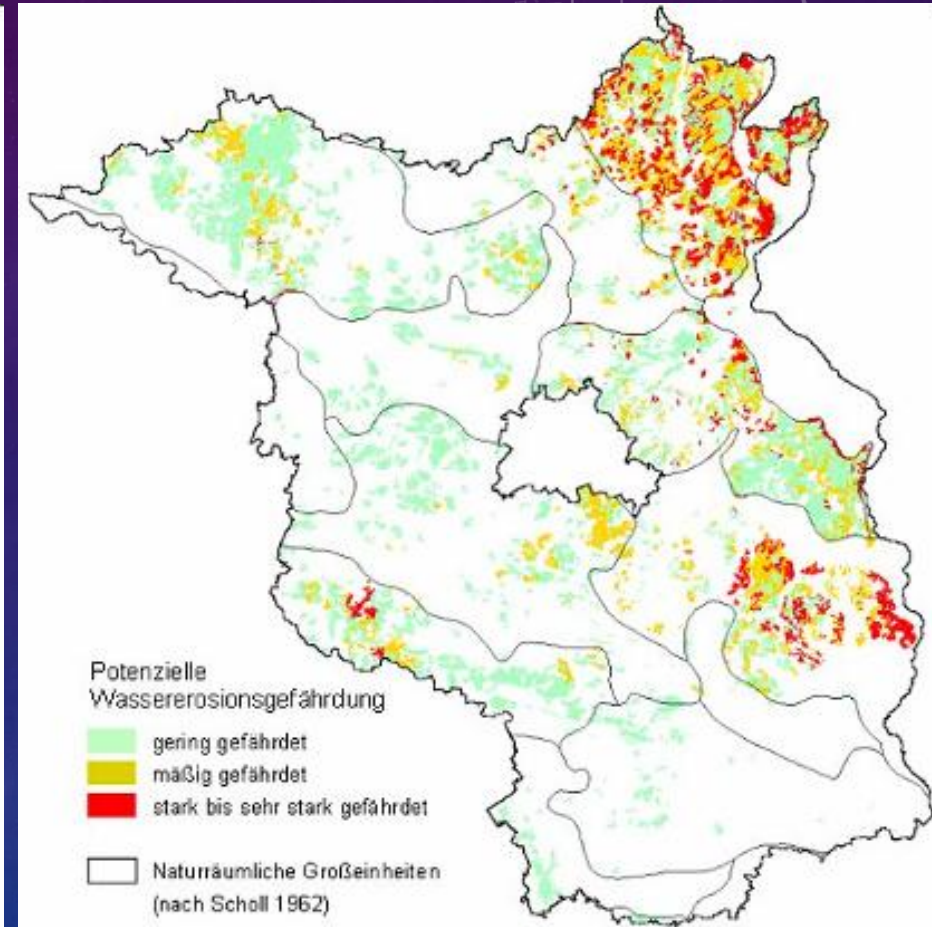 Potenzielle
Wassererosionsgefährdung
gering gefährdet
mäßig gefährdet
stark bis sehr stark gefährdet
Naturräumliche Großeinheiten
(nach Scholl 1962)